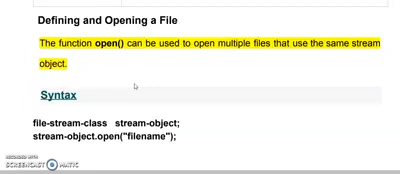 Defining and Opening a File
The function open() can be used to open multiple files that use the same stream
object.
Syntax
file-stream-class stream-object;
stream-object.open("filename");
RECORDED WITH
SCREENCAST MATIC